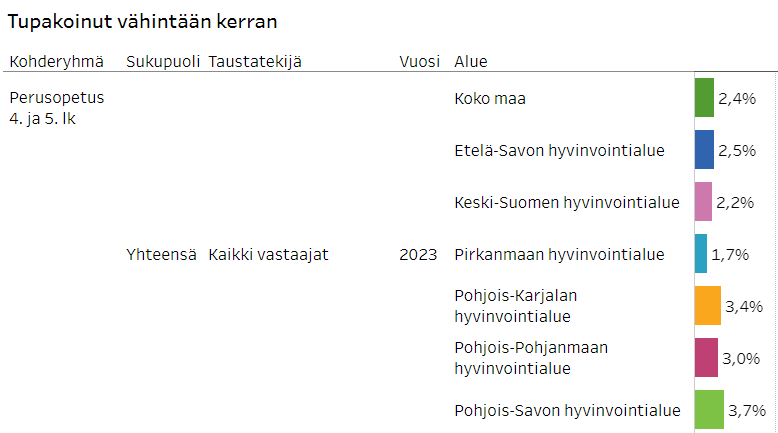 Tupakoinut vähintään kerran
Kohderyhmä Sukupuoli Taustatekijä Vuosi Alue
Perusopetus
4. ja 5. lk
Koko maa 2,4%
Etelä-Savon hyvinvointialue 2,5%
Keski-Suomen hyvinvointialue 2,2%
Yhteensä Kaikki vastaajat 2023 Pirkanmaan hyvinvointialue 1,7%
Pohjois-Karjalan
hyvinvointialue 3,4%
Pohjois-Pohjanmaan
hyvinvointialue 3,0%
Pohjois-Savon hyvinvointialue 3,7%